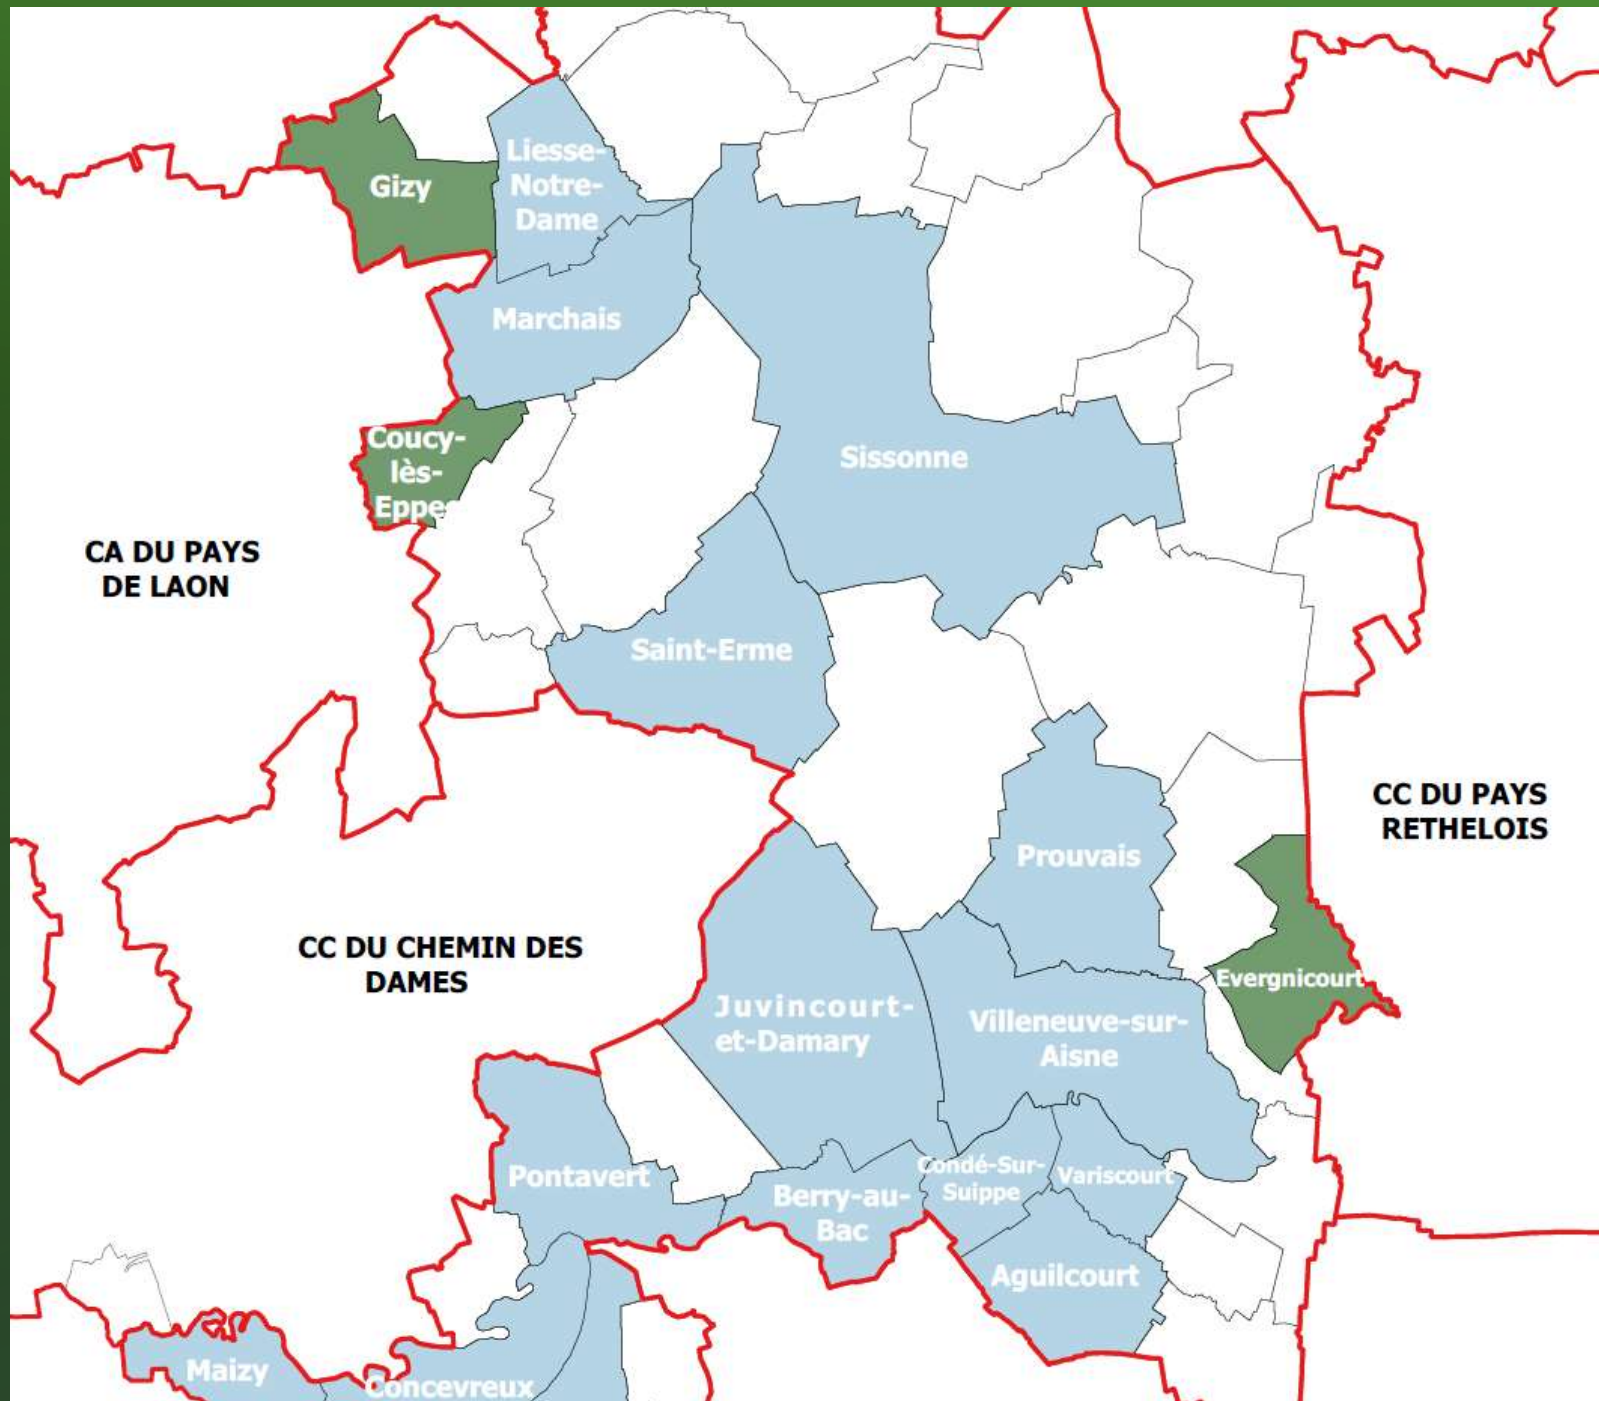 Liesse-
Notre-
Dame
Gizy
Marchais
Coucy-
lès-
Eppes
Sissonne
CA DU PAYS
DE LAON
Saint-Erme
CC DU PAYS
RETHELOIS
Prouvais
CC DU CHEMIN DES
DAMES
Evergnicourt
Juvincourt-
et-Damary
Villeneuve-sur-
Aisne
Pontavert
Berry-au-
Bac
Condé-Sur-
Suippe
Variscourt
Aguilcourt
Maizy
Concevreux